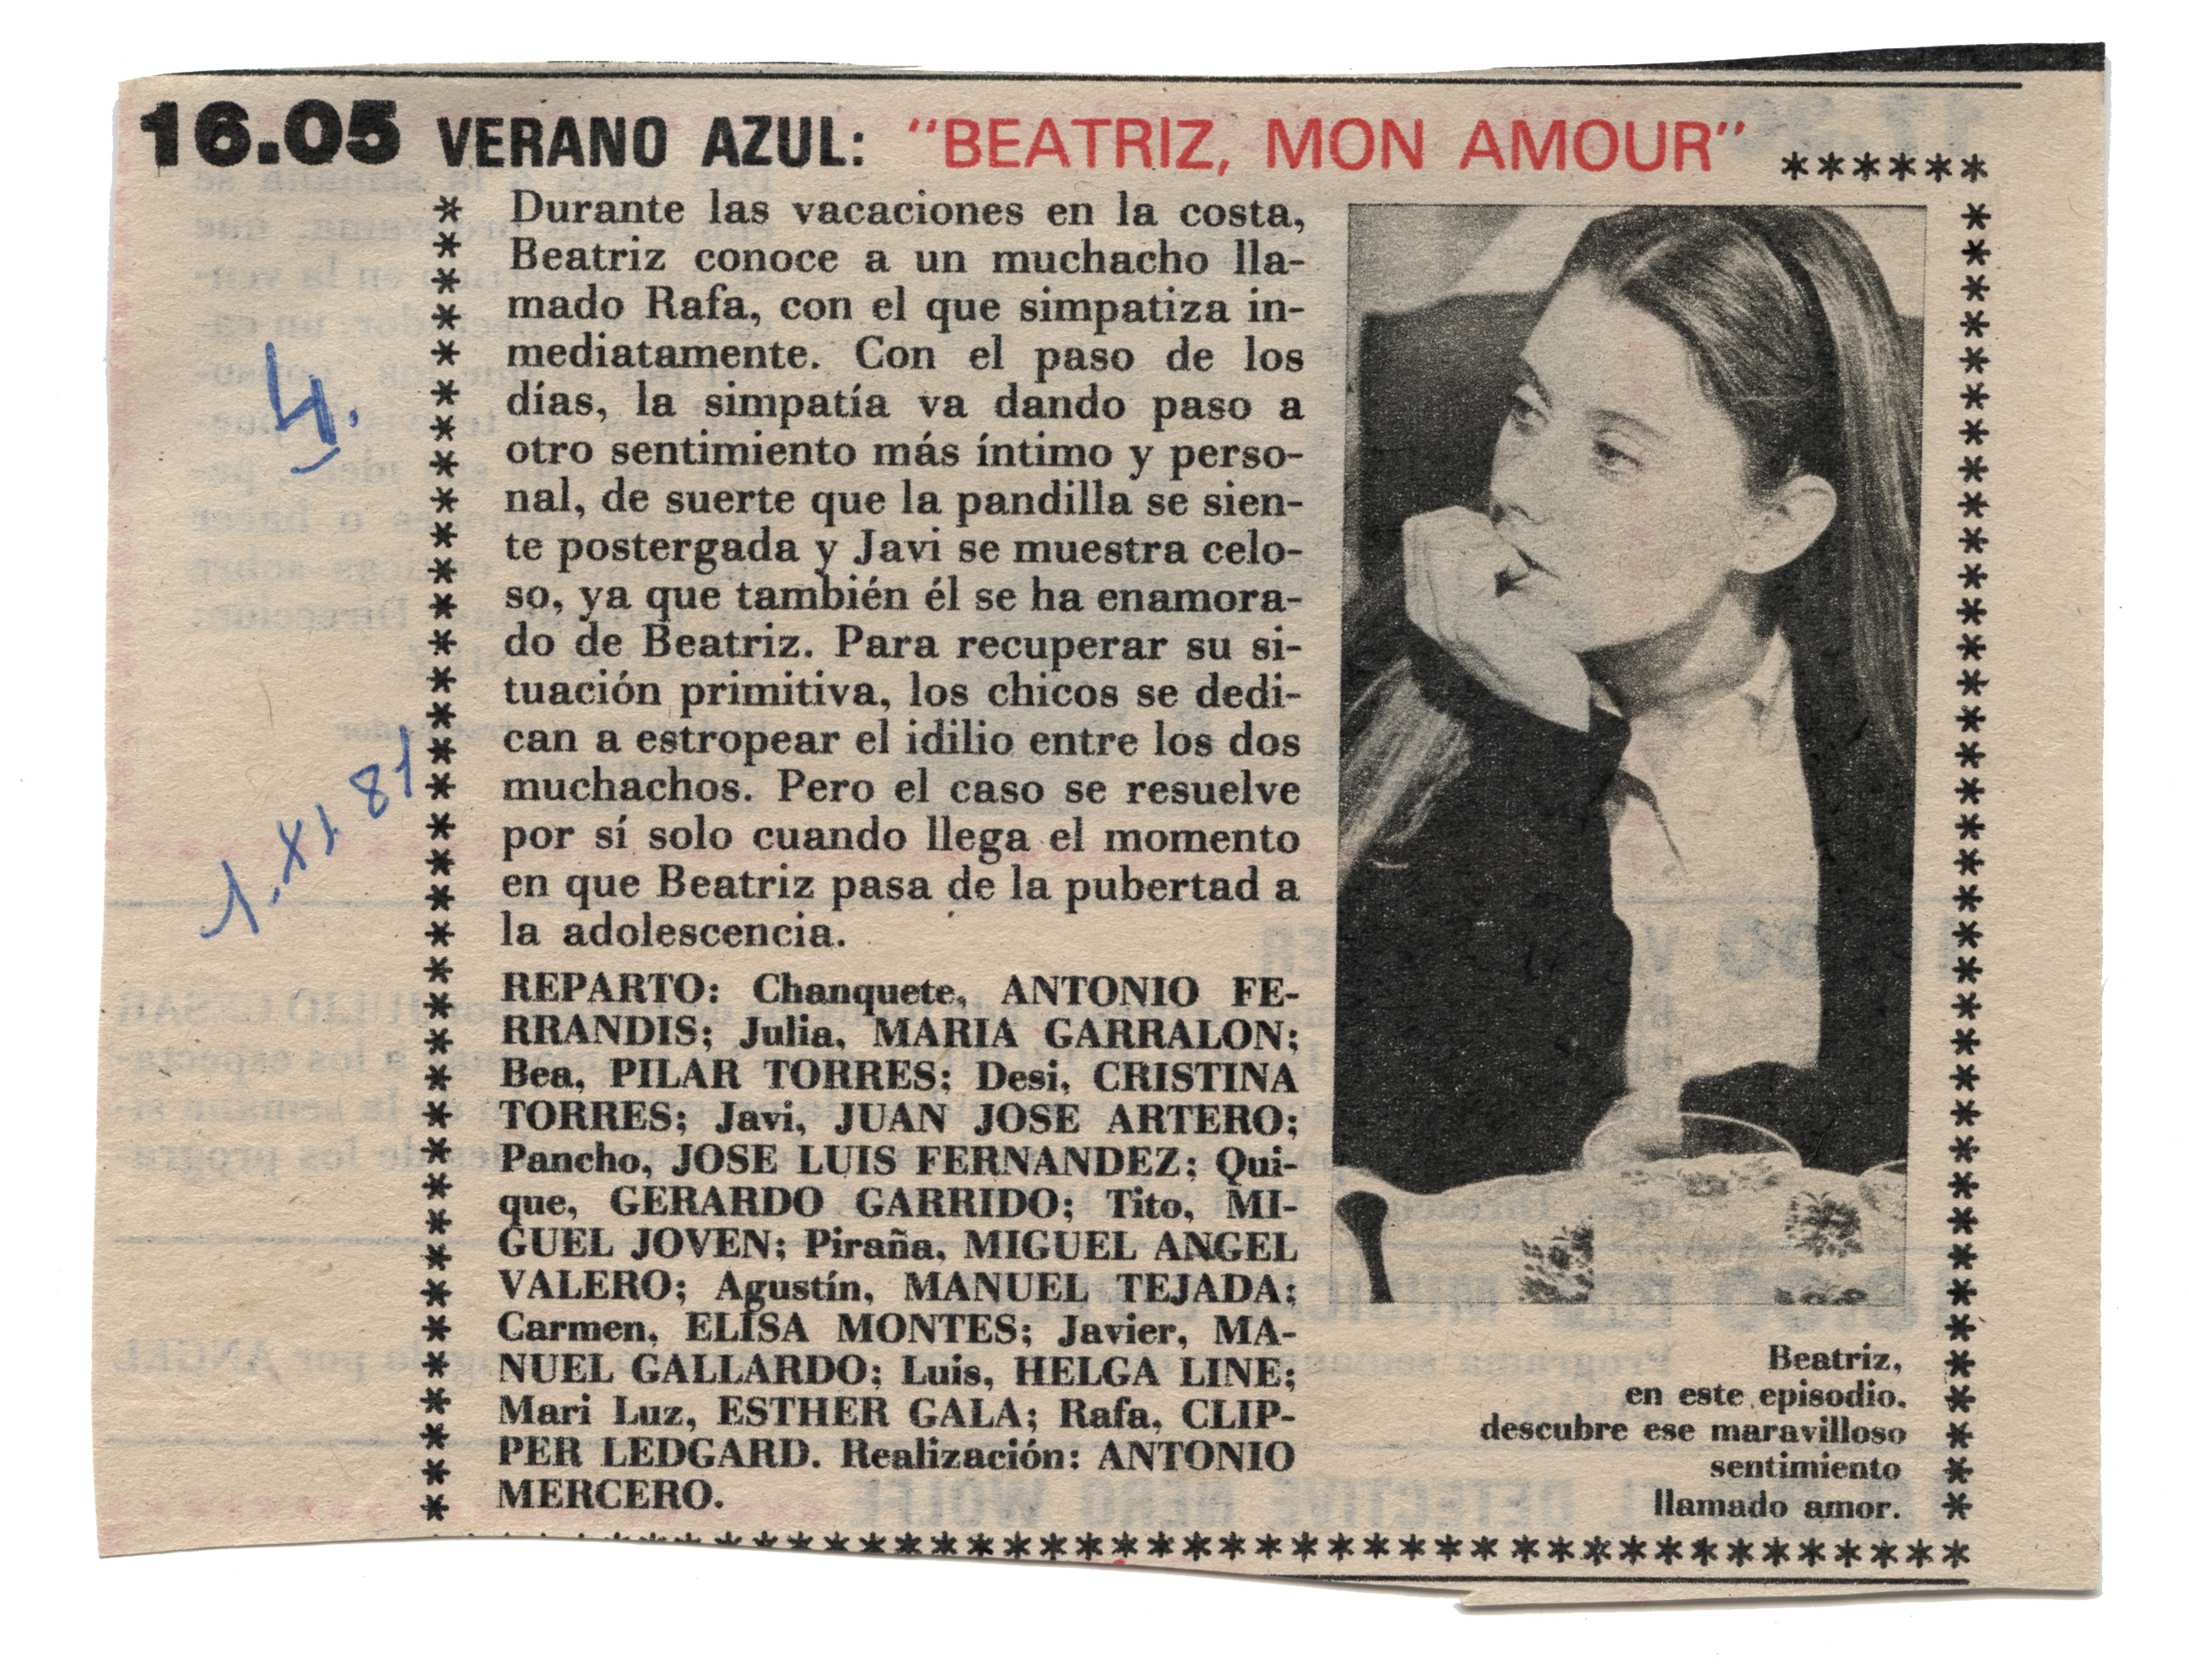 16.05 VERANO AZUL: "BEATRIZ, MON AMOUR" ******
Durante las vacaciones en la costa,
Beatriz conoce a un muchacho lla-
mado Rafa, con el que simpatiza in-
mediatamente. Con el paso de los
días, la simpatía va dando paso a
otro sentimiento más íntimo y perso-
nal, de suerte que la pandilla se sien-
te postergada y Javi se muestra celo-
so, ya que también él se ha enamora-
do de Beatriz. Para recuperar su si-
tuación primitiva, los chicos se dedi-
can a estropear el idilio entre los dos
muchachos. Pero el caso se resuelve
por sí solo cuando llega el momento
en que Beatriz pasa de la pubertad a
la adolescencia.
REPARTO: Chanquete, ANTONIO FE-
RRANDIS; Julia, MARIA GARRALON;
Bea, PILAR TORRES; Desi, CRISTINA
TORRES; Javi, JUAN JOSE ARTERO;
Pancho, JOSE LUIS FERNANDEZ; Qui-
que, GERARDO GARRIDO; Tito, MI-
GUEL JOVEN; Piraña, MIGUEL ANGEL
VALERO; Agustín, MANUEL TEJADA;
Carmen, ELISA MONTES; Javier, MA-
NUEL GALLARDO; Luis, HELGA LINE;
Mari Luz, ESTHER GALA; Rafa, CLIP-
PER LEDGARD. Realización: ANTONIO
MERCERO.
Beatriz,
en este episodio,
descubre ese maravilloso
sentimiento
llamado amor.
4.
1.XI.81